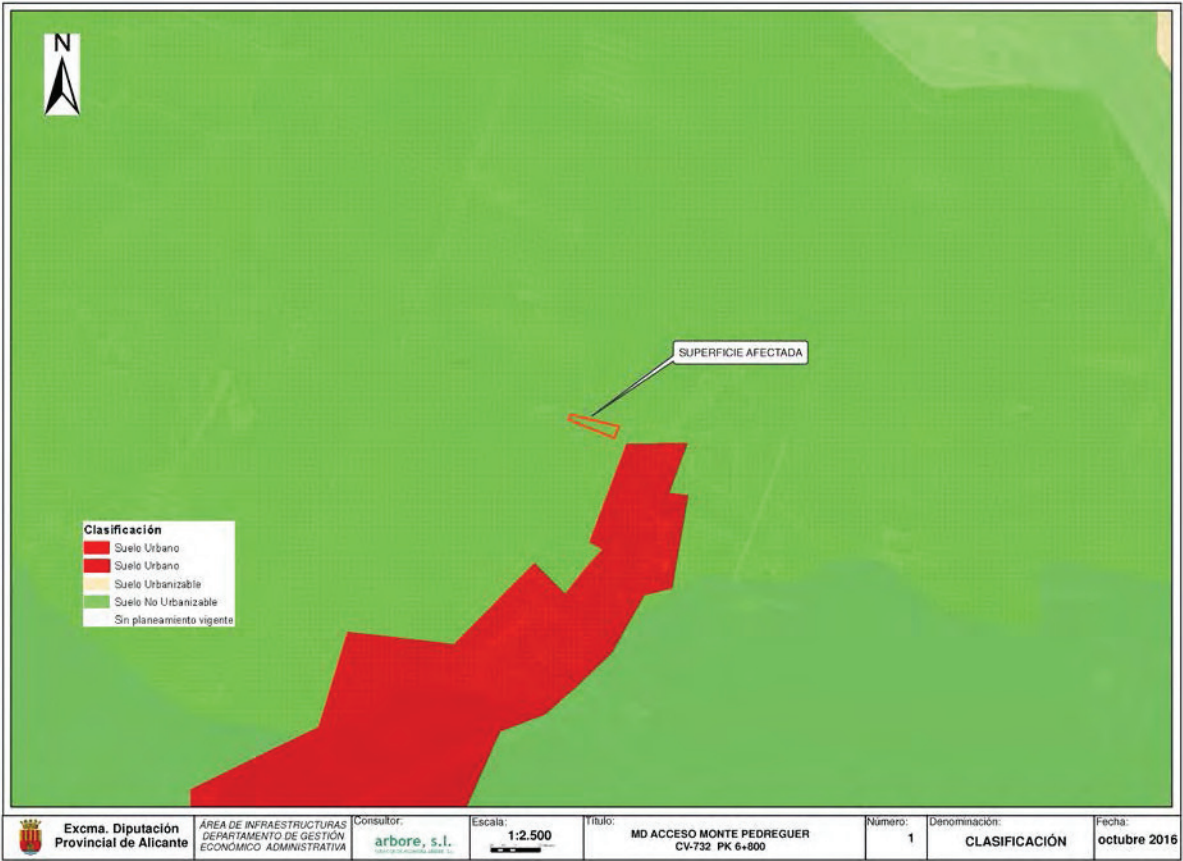 N
SUPERFICIE AFECTADA
Clasificación
Suelo Urbano
Suelo Urbano
Suelo Urbanizable
Suelo No Urbanizable
Sin planeamiento vigente
Excma. Diputación
Provincial de Alicante
ÁREA DE INFRAESTRUCTURAS
DEPARTAMENTO DE GESTIÓN
ECONÓMICO ADMINISTRATIVA
Consultor:
arbore, s.l.
Escala:
1:2.500
Título:
MD ACCESO MONTE PEDREGUER
CV-732 PK 6+800
Número:
1
Denominación:
CLASIFICACIÓN
Fecha:
octubre 2016